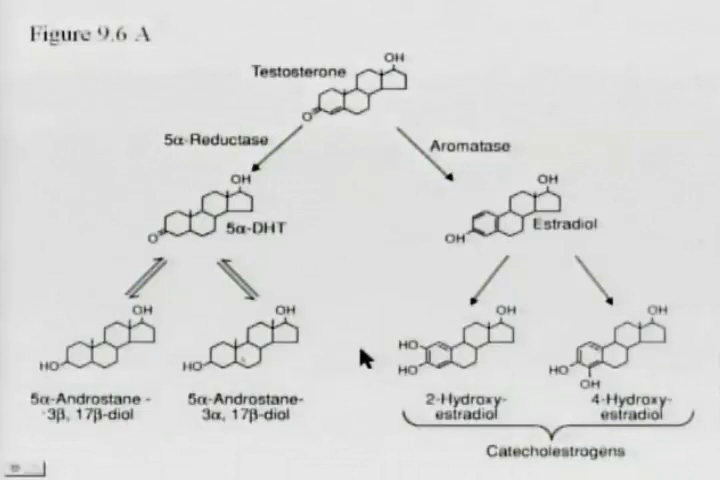 Figure 9.6 A
OH
Testosterone
O
5α-Reductase
Aromatase
OH
OH
5α-DHT
Estradiol
O
OH
OH
OH
OH
OH
HO
HO
HO
HO
HO
OH
5α-Androstane -
3β, 17β-diol
5α-Androstane-
3α, 17β-diol
2-Hydroxy-
estradiol
4-Hydroxy-
estradiol
Catecholestrogens